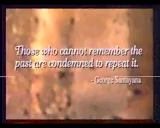 Those who cannot remember the
past are condemned to repeat it.
- George Santayana